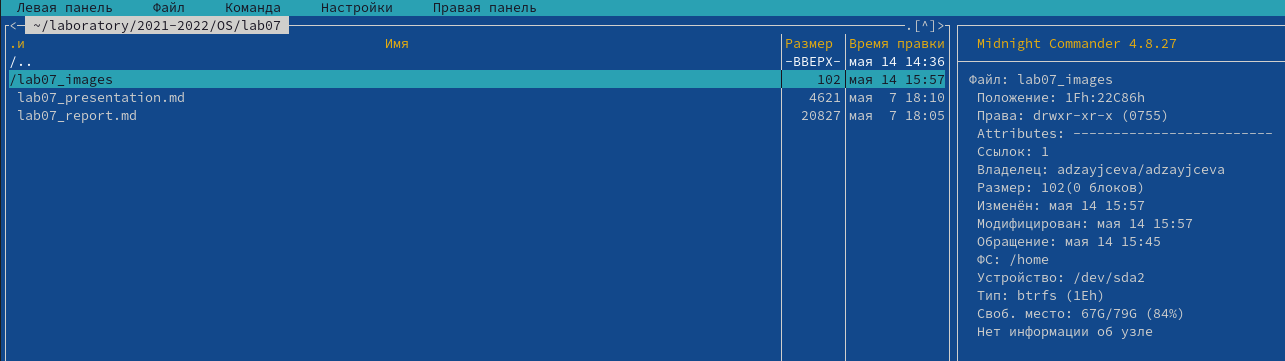 Левая панель Файл Команда Настройки Правая панель
<- ~/laboratory/2021-2022/OS/lab07 .[^]>
.и Имя Размер Время правки
/.. -ВВЕРХ- мая 14 14:36
/lab07_images 102 мая 14 15:57
lab07_presentation.md 4621 мая 7 18:10
lab07_report.md 20827 мая 7 18:05
Midnight Commander 4.8.27
Файл: lab07_images
Положение: 1Fh:22C86h
Права: drwxr-xr-x (0755)
Attributes: -------------------------
Ссылок: 1
Владелец: adzayjceva/adzayjceva
Размер: 102(0 блоков)
Изменён: мая 14 15:57
Модифицирован: мая 14 15:57
Обращение: мая 14 15:45
ФС: /home
Устройство: /dev/sda2
Тип: btrfs (1Eh)
Своб. место: 67G/79G (84%)
Нет информации об узле